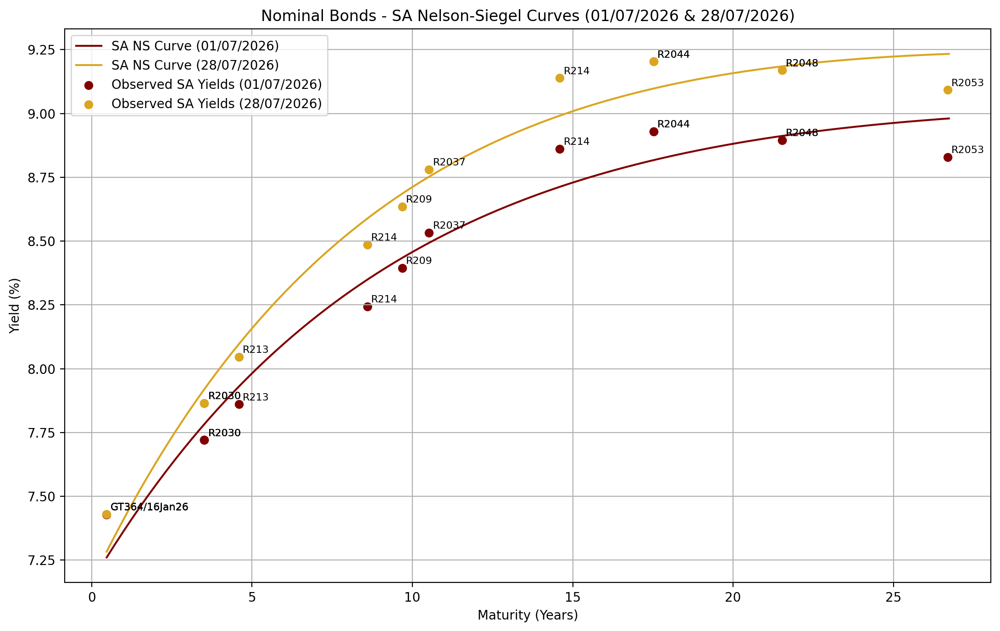 Nominal Bonds - SA Nelson-Siegel Curves (01/07/2026 & 28/07/2026)
SA NS Curve (01/07/2026)
SA NS Curve (28/07/2026)
Observed SA Yields (01/07/2026)
Observed SA Yields (28/07/2026)
9.25
9.00
8.75
8.50
8.25
8.00
7.75
7.50
7.25
Yield (%)
R2044
R2048
R214
R2053
R2044
R2048
R214
R2053
R2037
R209
R2037
R214
R209
R214
R213
R2030
R213
R2030
GT364/16Jan26
0
5
10
15
20
25
Maturity (Years)